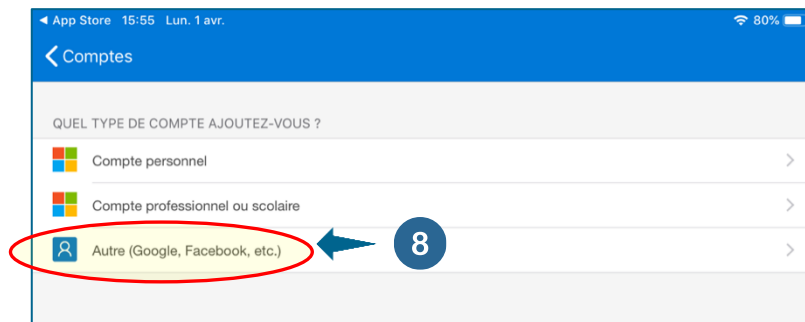 ◀ App Store 15:55 Lun. 1 avr. 80%
Comptes
QUEL TYPE DE COMPTE AJOUTEZ-VOUS ?
Compte personnel
Compte professionnel ou scolaire
Autre (Google, Facebook, etc.)
8